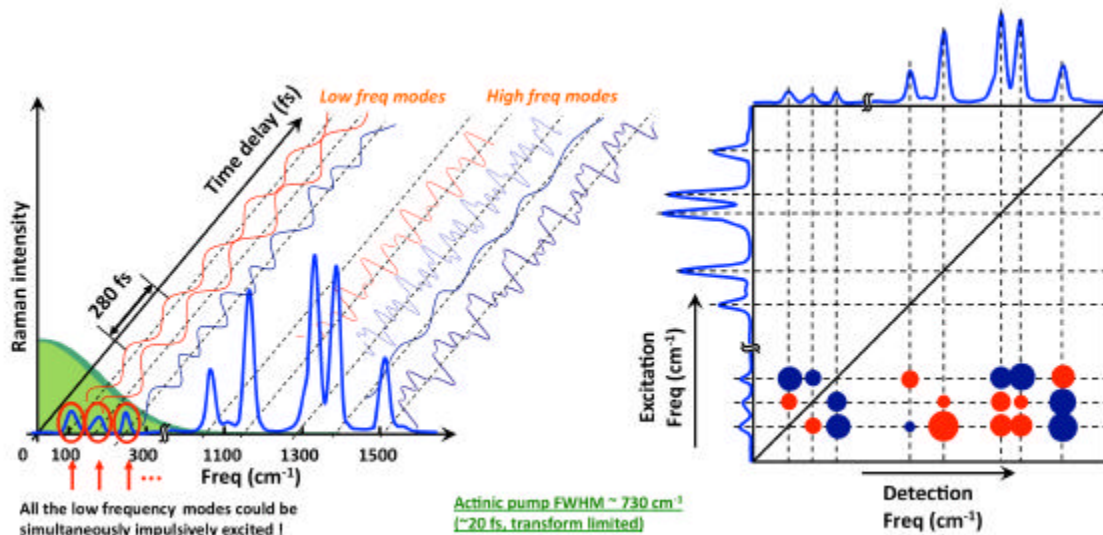 Low freq modes
High freq modes
Time delay (fs)
280 fs
Raman intensity
0 100 300 1100 1300 1500
Freq (cm-1)
All the low frequency modes could be
simultaneously impulsively excited !
Actinic pump FWHM ~ 730 cm-1
(~20 fs, transform limited)
Excitation
Freq (cm-1)
Detection
Freq (cm-1)